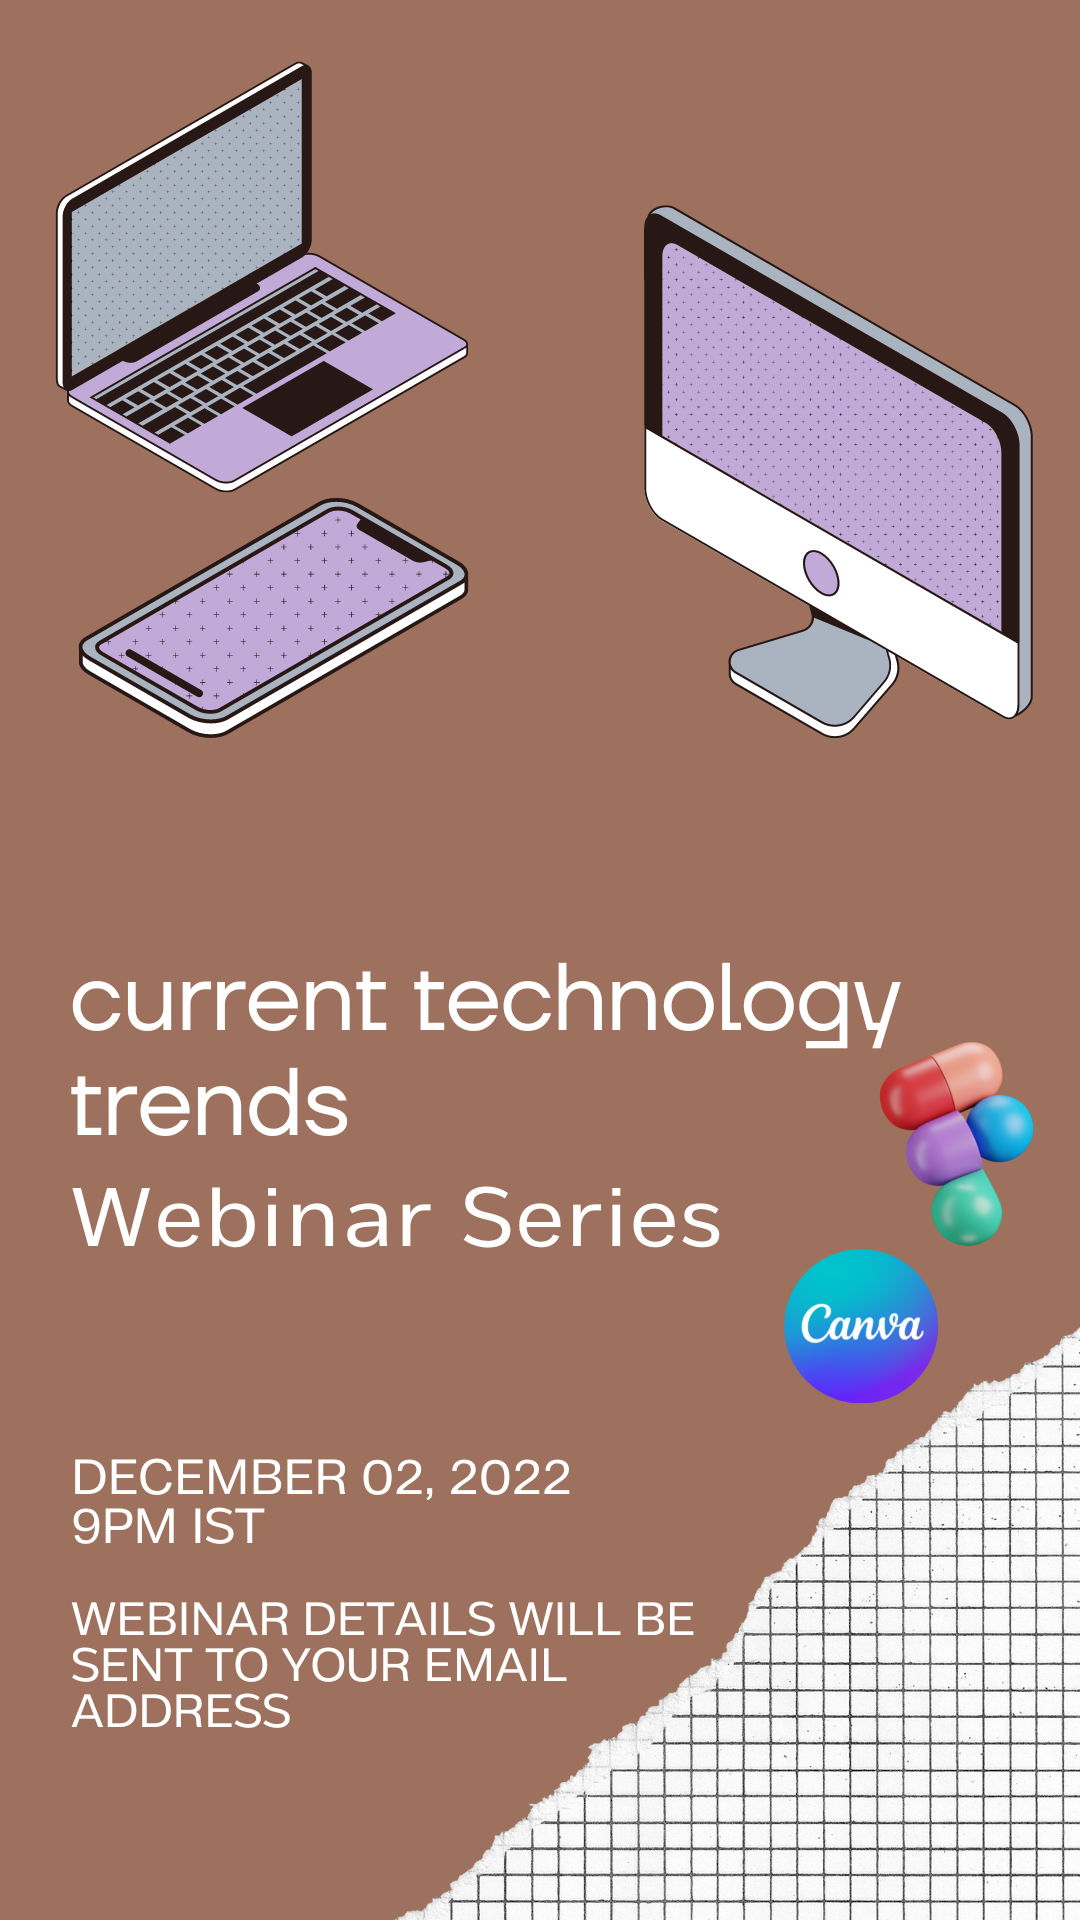 current technology
trends
Webinar Series
Canva
DECEMBER 02, 2022
9PM IST
WEBINAR DETAILS WILL BE
SENT TO YOUR EMAIL
ADDRESS